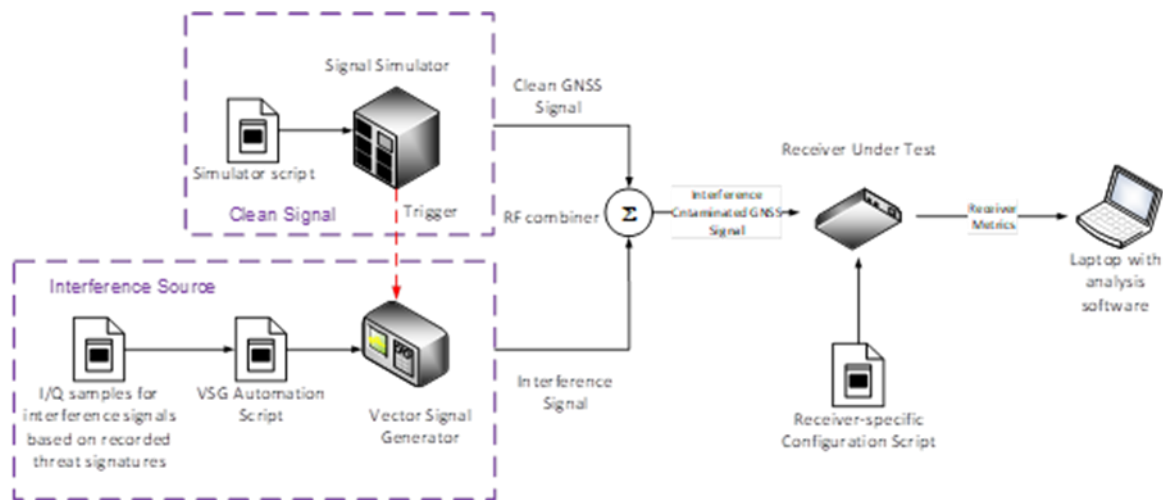 Signal Simulator
Clean GNSS
Signal
Simulator script
Receiver Under Test
Clean Signal
Trigger
RF combiner
Σ
Interference
Cntaminated GNSS
Signal
Receiver
Metrics
Laptop with
analysis
software
Interference Source
I/Q samples for
interference signals
based on recorded
threat signatures
VSG Automation
Script
Vector Signal
Generator
Interference
Signal
Receiver-specific
Configuration Script